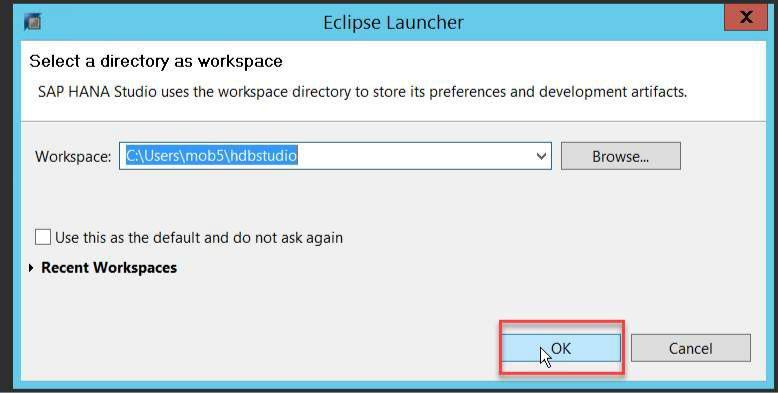 Eclipse Launcher
X
Select a directory as workspace
SAP HANA Studio uses the workspace directory to store its preferences and development artifacts.
Workspace: C:\Users\mob5\hdbstudio Browse...
Use this as the default and do not ask again
Recent Workspaces
OK Cancel